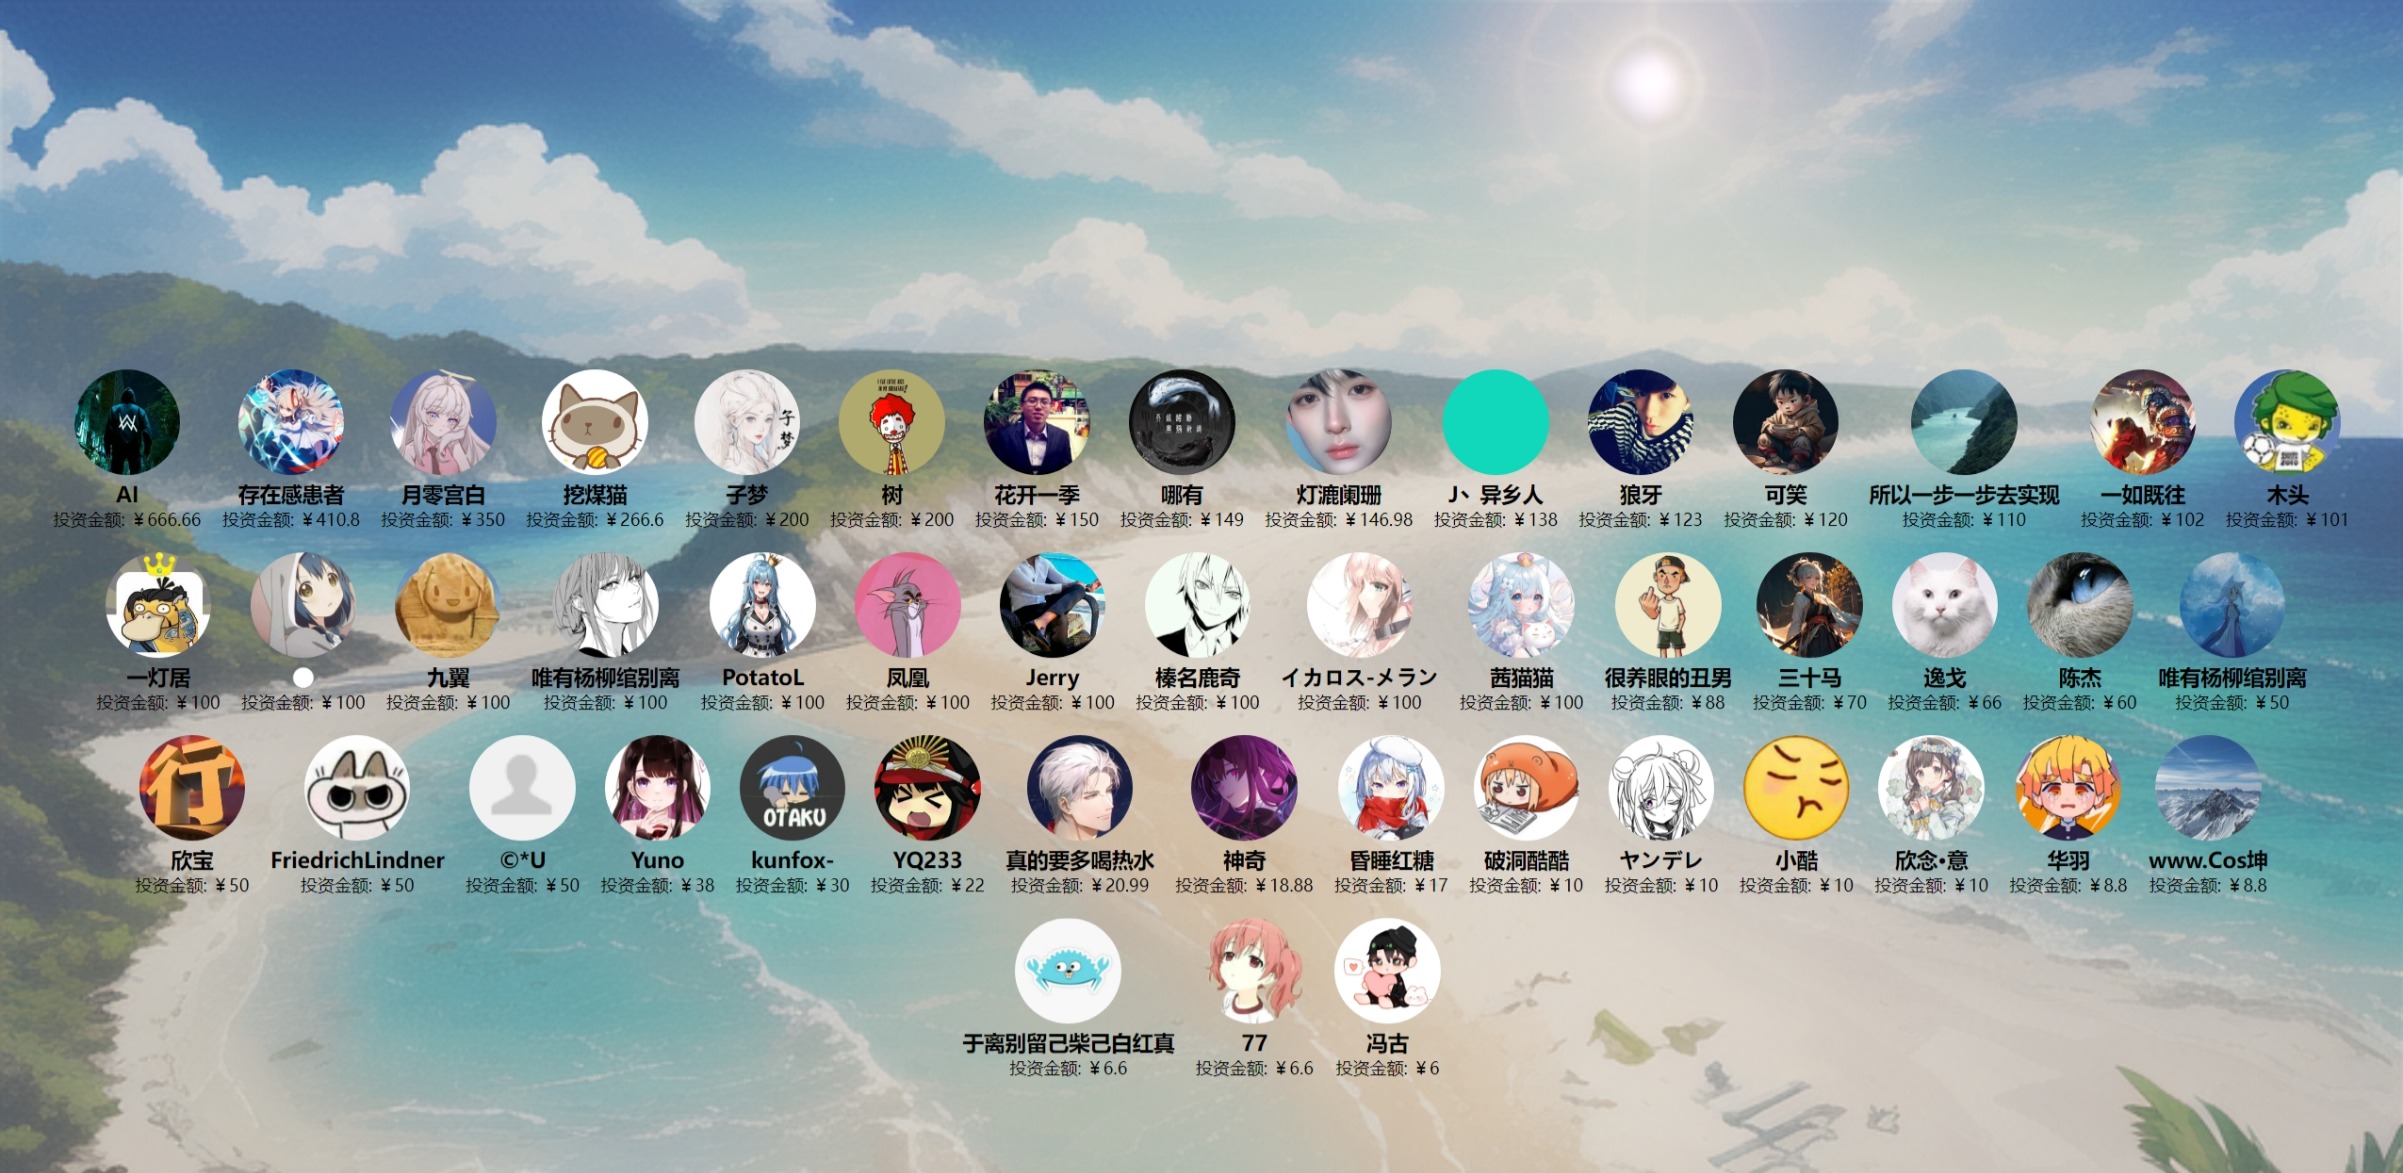 AI
投资金额: ¥666.66
存在感患者
投资金额: ¥410.8
月零宫白
投资金额: ¥350
挖煤猫
投资金额: ¥266.6
子梦
子梦
投资金额: ¥200
树
投资金额: ¥200
花开一季
投资金额: ¥150
哪有
投资金额: ¥149
灯漉阑珊
投资金额: ¥146.98
J丶异乡人
投资金额: ¥138
狼牙
投资金额: ¥123
可笑
投资金额: ¥120
所以一步一步去实现
投资金额: ¥110
一如既往
投资金额: ¥102
木头
投资金额: ¥101
一灯居
投资金额: ¥100
投资金额: ¥100
九翼
投资金额: ¥100
唯有杨柳绾别离
投资金额: ¥100
PotatoL
投资金额: ¥100
凤凰
投资金额: ¥100
Jerry
投资金额: ¥100
榛名鹿奇
投资金额: ¥100
イカロス-メラン
投资金额: ¥100
茜猫猫
投资金额: ¥100
很养眼的丑男
投资金额: ¥88
三十马
投资金额: ¥70
逸戈
投资金额: ¥66
陈杰
投资金额: ¥60
唯有杨柳绾别离
投资金额: ¥50
行
欣宝
投资金额: ¥50
FriedrichLindner
投资金额: ¥50
©*U
投资金额: ¥50
Yuno
投资金额: ¥38
OTAKU
kunfox-
投资金额: ¥30
YQ233
投资金额: ¥22
真的要多喝热水
投资金额: ¥20.99
神奇
投资金额: ¥18.88
昏睡红糖
投资金额: ¥17
破洞酷酷
投资金额: ¥10
ヤンデレ
投资金额: ¥10
小酷
投资金额: ¥10
欣念•意
投资金额: ¥10
华羽
投资金额: ¥8.8
www.Cos坤
投资金额: ¥8.8
于离别留己柴己白红真
投资金额: ¥6.6
77
投资金额: ¥6.6
冯古
投资金额: ¥6